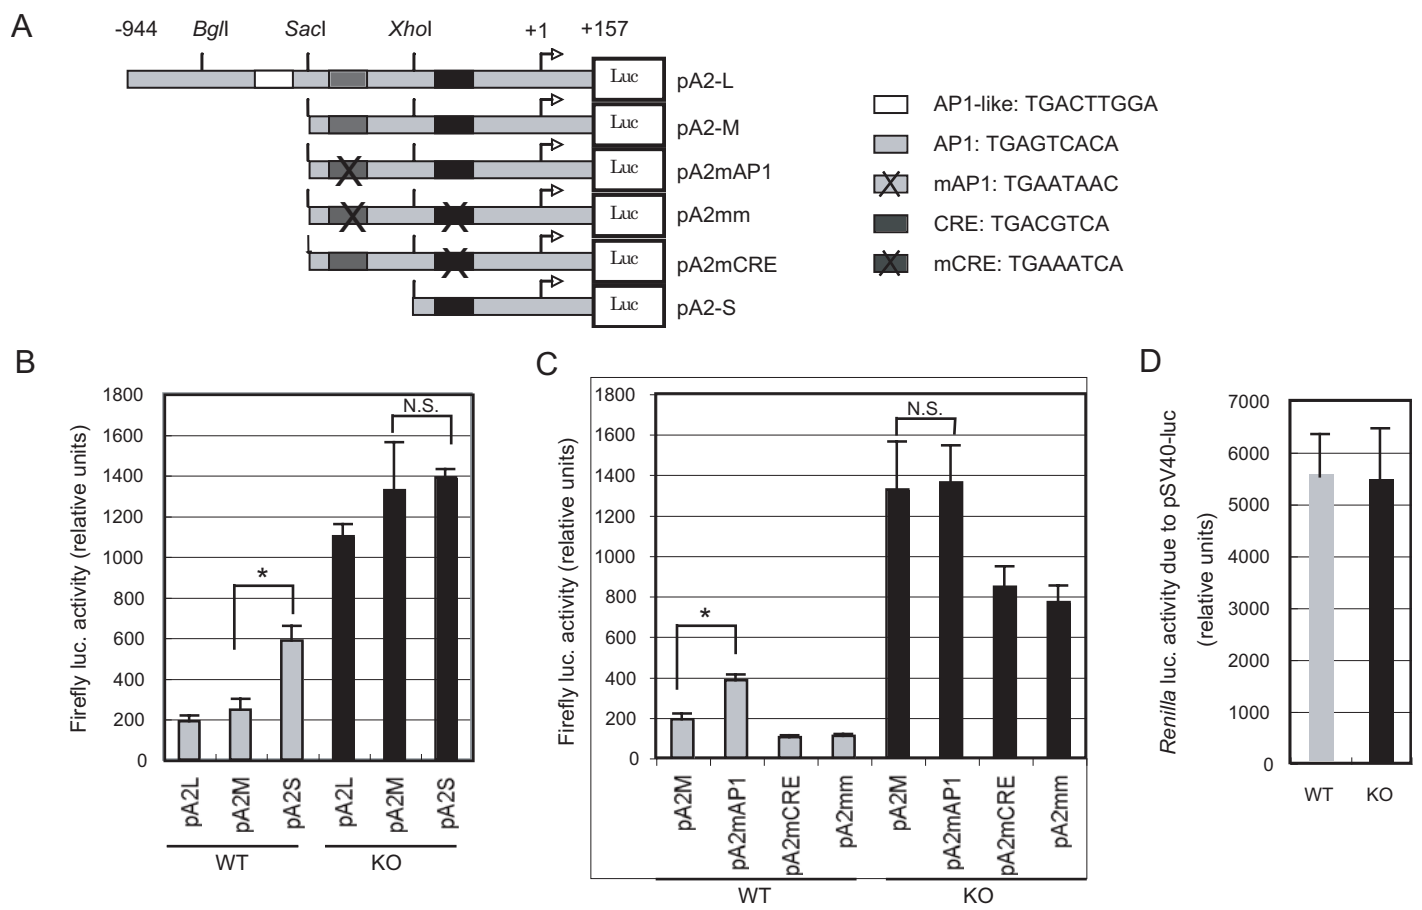 A
-944 BglI SacI XhoI +1 +157
Luc pA2-L
Luc pA2-M
Luc pA2mAP1
Luc pA2mm
Luc pA2mCRE
Luc pA2-S
AP1-like: TGACTTGGA
AP1: TGAGTCACA
mAP1: TGAATAAC
CRE: TGACGTCA
mCRE: TGAAATCA
B
Firefly luc. activity (relative units)
1800
1600
1400
1200
1000
800
600
400
200
0
*
N.S.
pA2L pA2M pA2S pA2L pA2M pA2S
WT KO
C
Firefly luc. activity (relative units)
1800
1600
1400
1200
1000
800
600
400
200
0
*
N.S.
pA2M pA2mAP1 pA2mCRE pA2mm pA2M pA2mAP1 pA2mCRE pA2mm
WT KO
D
Renilla luc. activity due to pSV40-luc
(relative units)
7000
6000
5000
4000
3000
2000
1000
0
WT KO